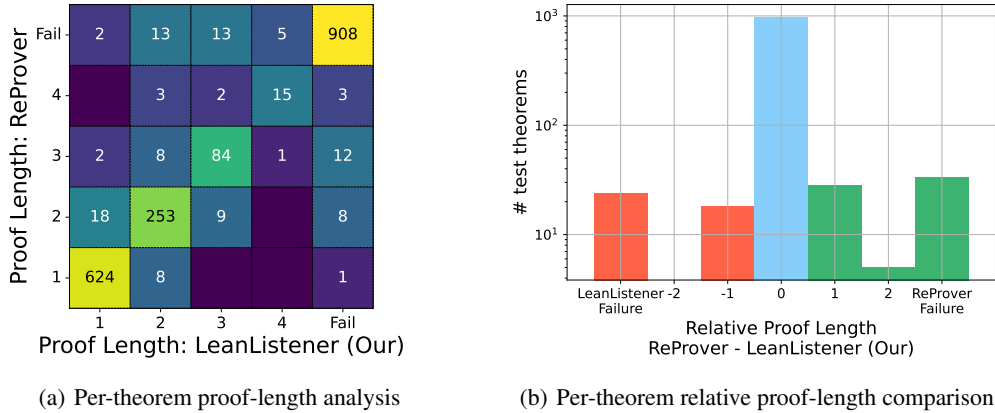 Proof Length: ReProver
Fail 2 13 13 5 908
4 3 2 15 3
3 2 8 84 1 12
2 18 253 9 8
1 624 8 1
1 2 3 4 Fail
Proof Length: LeanListener (Our)
(a) Per-theorem proof-length analysis
# test theorems
10³
10²
10¹
LeanListener -2 -1 0 1 2 ReProver
Failure Failure
Relative Proof Length
ReProver - LeanListener (Our)
(b) Per-theorem relative proof-length comparison